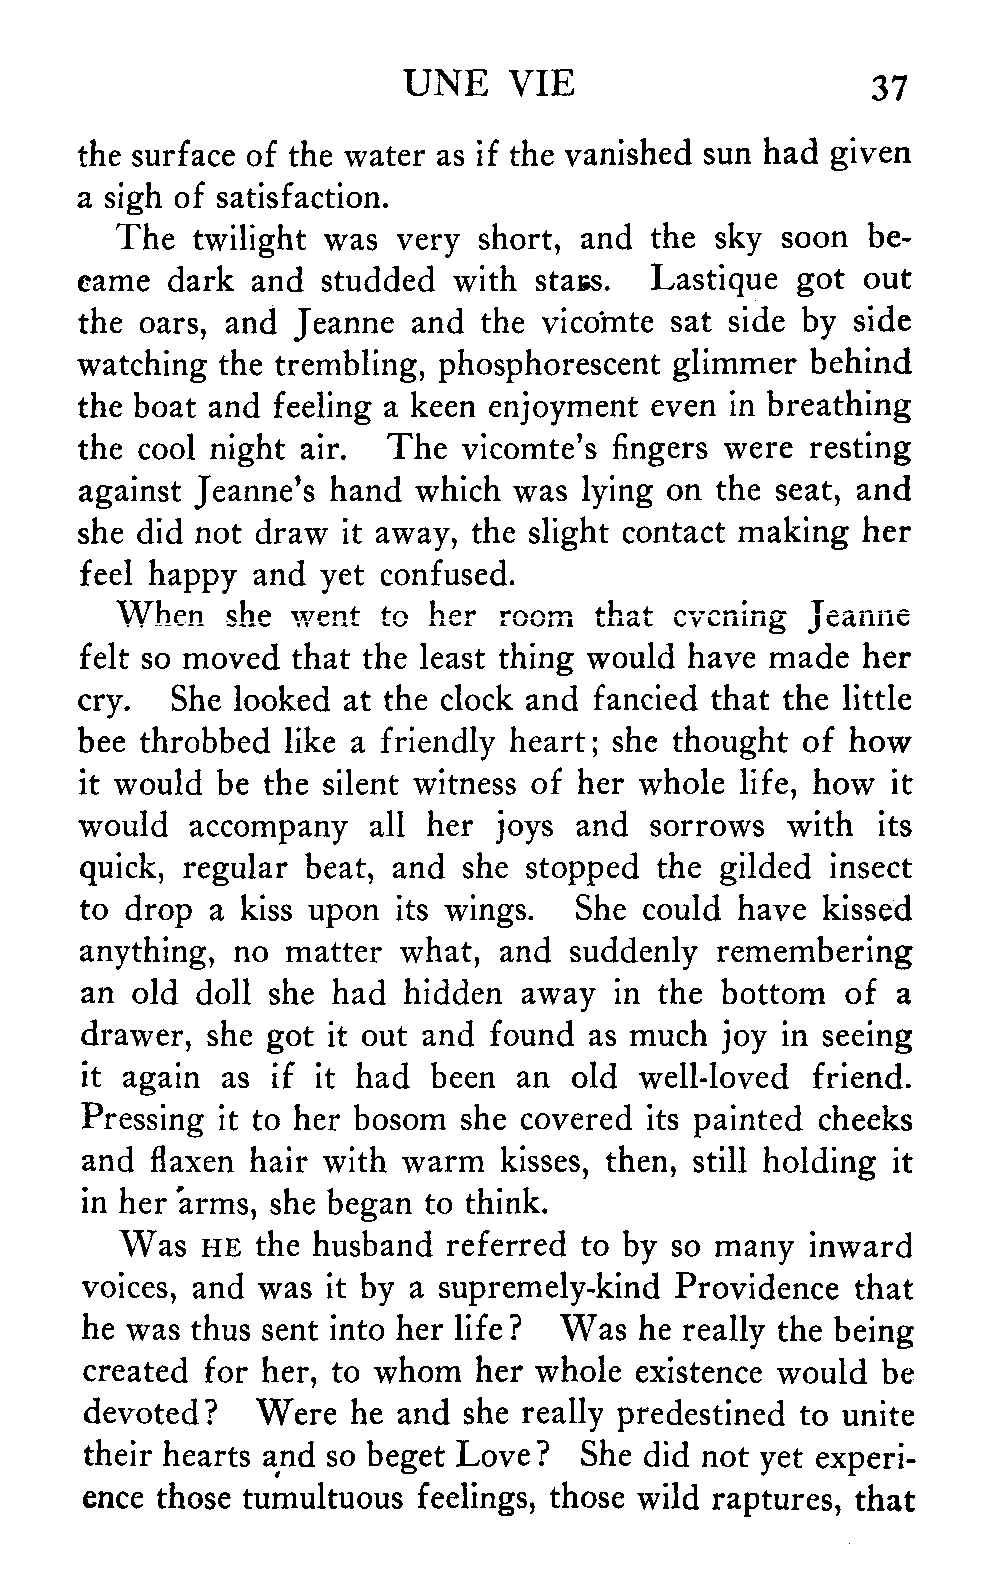 UNE VIE 37
the surface of the water as if the vanished sun had given
a sigh of satisfaction.
The twilight was very short, and the sky soon be-
came dark and studded with stars. Lastique got out
the oars, and Jeanne and the vicomte sat side by side
watching the trembling, phosphorescent glimmer behind
the boat and feeling a keen enjoyment even in breathing
the cool night air. The vicomte's fingers were resting
against Jeanne's hand which was lying on the seat, and
she did not draw it away, the slight contact making her
feel happy and yet confused.
When she went to her room that evening Jeanne
felt so moved that the least thing would have made her
cry. She looked at the clock and fancied that the little
bee throbbed like a friendly heart; she thought of how
it would be the silent witness of her whole life, how it
would accompany all her joys and sorrows with its
quick, regular beat, and she stopped the gilded insect
to drop a kiss upon its wings. She could have kissed
anything, no matter what, and suddenly remembering
an old doll she had hidden away in the bottom of a
drawer, she got it out and found as much joy in seeing
it again as if it had been an old well-loved friend.
Pressing it to her bosom she covered its painted cheeks
and flaxen hair with warm kisses, then, still holding it
in her arms, she began to think.
Was HE the husband referred to by so many inward
voices, and was it by a supremely-kind Providence that
he was thus sent into her life? Was he really the being
created for her, to whom her whole existence would be
devoted? Were he and she really predestined to unite
their hearts and so beget Love? She did not yet experi-
ence those tumultuous feelings, those wild raptures, that